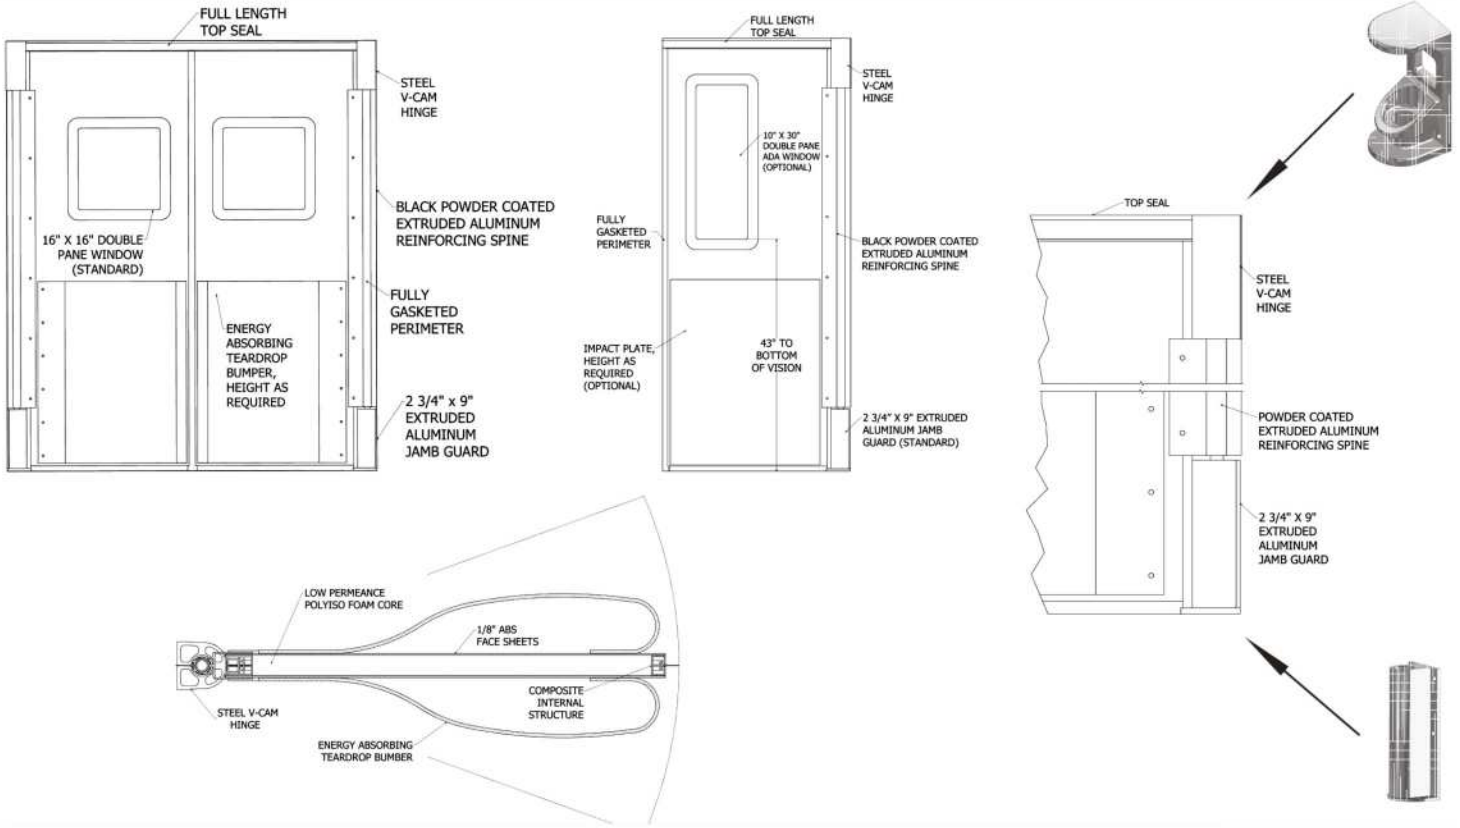 FULL LENGTH
TOP SEAL
STEEL
V-CAM
HINGE
16" X 16" DOUBLE
PANE WINDOW
(STANDARD)
BLACK POWDER COATED
EXTRUDED ALUMINUM
REINFORCING SPINE
FULLY
GASKETED
PERIMETER
ENERGY
ABSORBING
TEARDROP
BUMPER,
HEIGHT AS
REQUIRED
2 3/4" x 9"
EXTRUDED
ALUMINUM
JAMB GUARD
FULL LENGTH
TOP SEAL
STEEL
V-CAM
HINGE
10" X 30"
DOUBLE PANE
ADA WINDOW
(OPTIONAL)
FULLY
GASKETED
PERIMETER
BLACK POWDER COATED
EXTRUDED ALUMINUM
REINFORCING SPINE
IMPACT PLATE,
HEIGHT AS
REQUIRED
(OPTIONAL)
43" TO
BOTTOM
OF VISION
2 3/4" X 9" EXTRUDED
ALUMINUM JAMB
GUARD (STANDARD)
TOP SEAL
STEEL
V-CAM
HINGE
POWDER COATED
EXTRUDED ALUMINUM
REINFORCING SPINE
2 3/4" X 9"
EXTRUDED
ALUMINUM
JAMB GUARD
LOW PERMEANCE
POLYISO FOAM CORE
1/8" ABS
FACE SHEETS
COMPOSITE
INTERNAL
STRUCTURE
STEEL V-CAM
HINGE
ENERGY ABSORBING
TEARDROP BUMBER